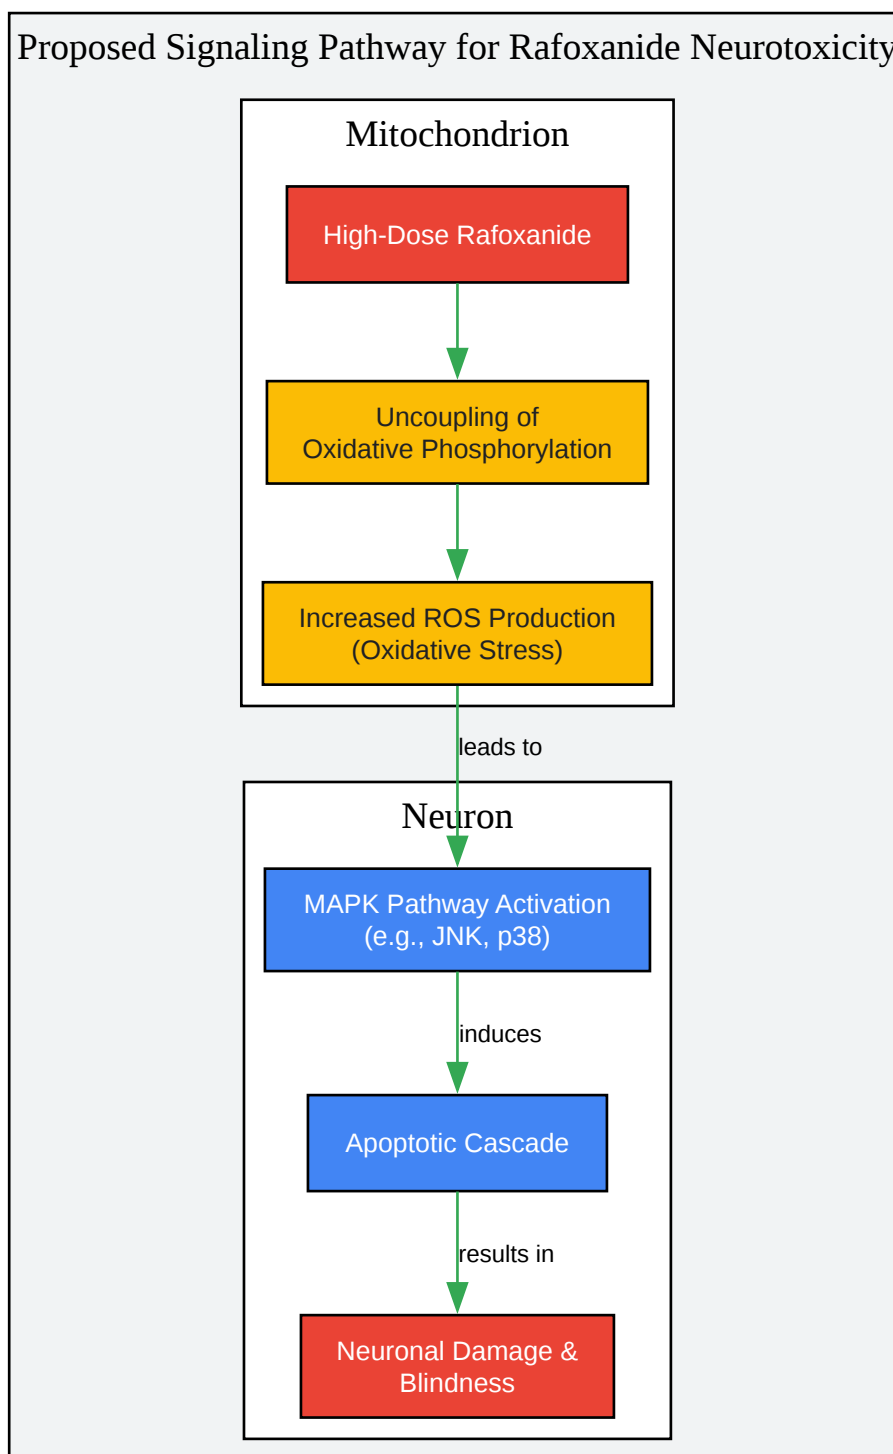 Proposed Signaling Pathway for Rafoxanide Neurotoxicity
Mitochondrion
High-Dose Rafoxanide
Uncoupling of
Oxidative Phosphorylation
Increased ROS Production
(Oxidative Stress)
leads to
Neuron
MAPK Pathway Activation
(e.g., JNK, p38)
induces
Apoptotic Cascade
results in
Neuronal Damage &
Blindness